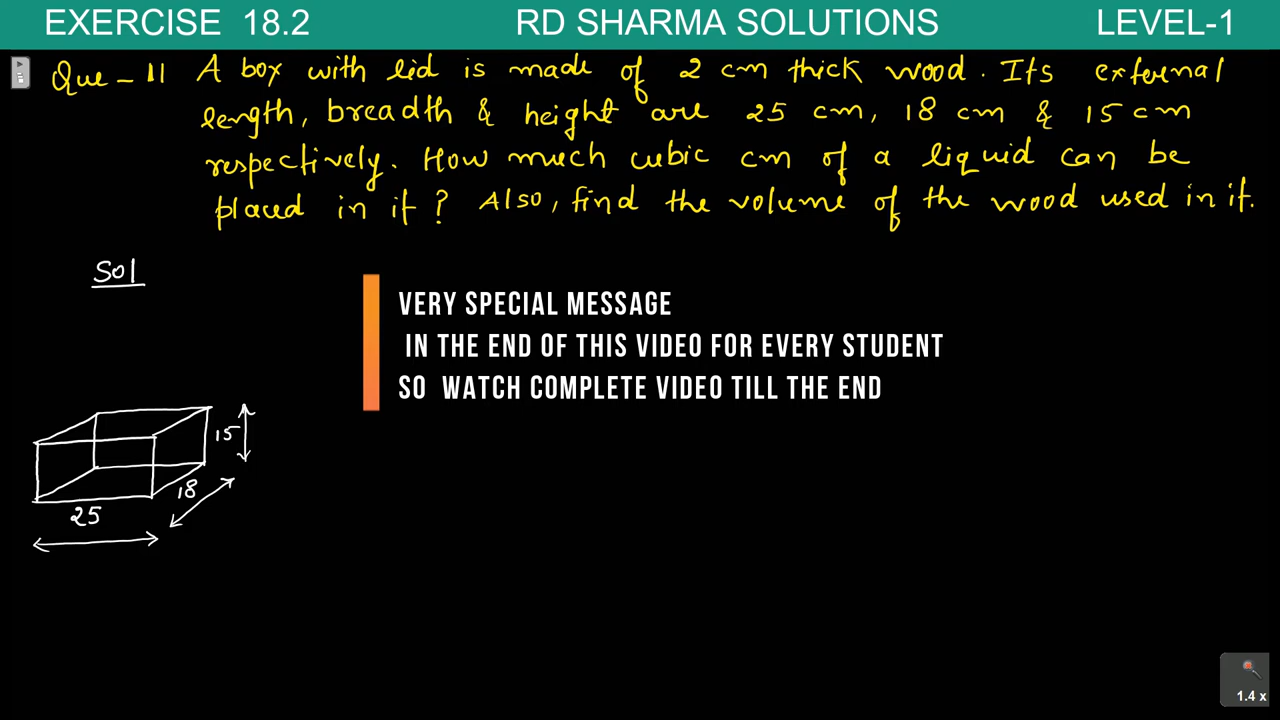 EXERCISE 18.2 RD SHARMA SOLUTIONS LEVEL-1
Que-11 A box with lid is made of 2 cm thick wood. Its external
length, breadth & height are 25 cm, 18 cm & 15 cm
respectively. How much cubic cm of a liquid can be
placed in it? Also, find the volume of the wood used in it.
Sol
VERY SPECIAL MESSAGE
IN THE END OF THIS VIDEO FOR EVERY STUDENT
SO WATCH COMPLETE VIDEO TILL THE END
15
18
25
1.4 x